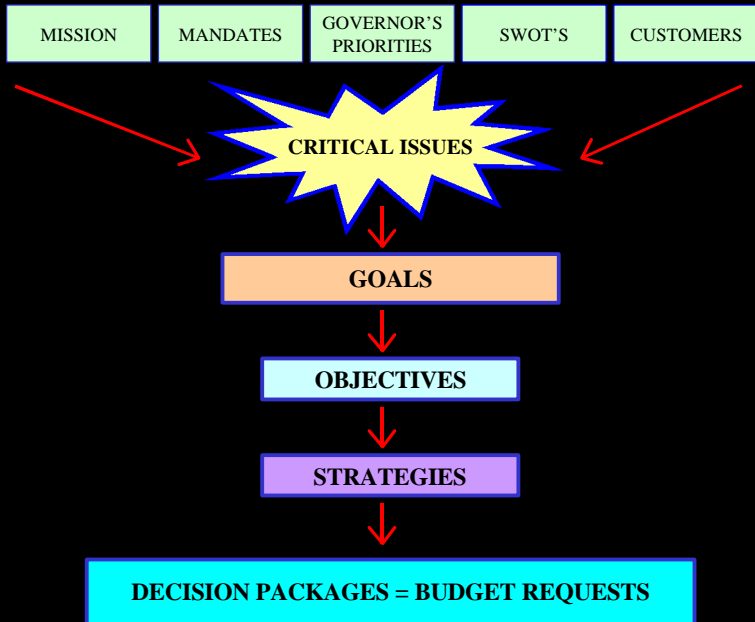 MISSION
MANDATES
GOVERNOR'S
PRIORITIES
SWOT'S
CUSTOMERS
CRITICAL ISSUES
GOALS
OBJECTIVES
STRATEGIES
DECISION PACKAGES = BUDGET REQUESTS